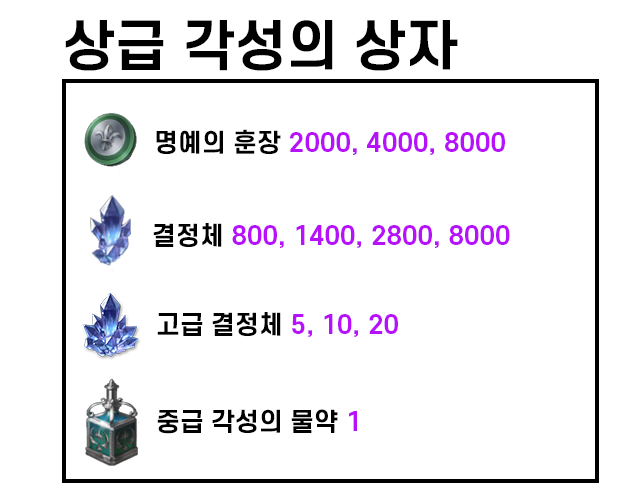 상급 각성의 상자
명예의 훈장 2000, 4000, 8000
결정체 800, 1400, 2800, 8000
고급 결정체 5, 10, 20
중급 각성의 물약 1